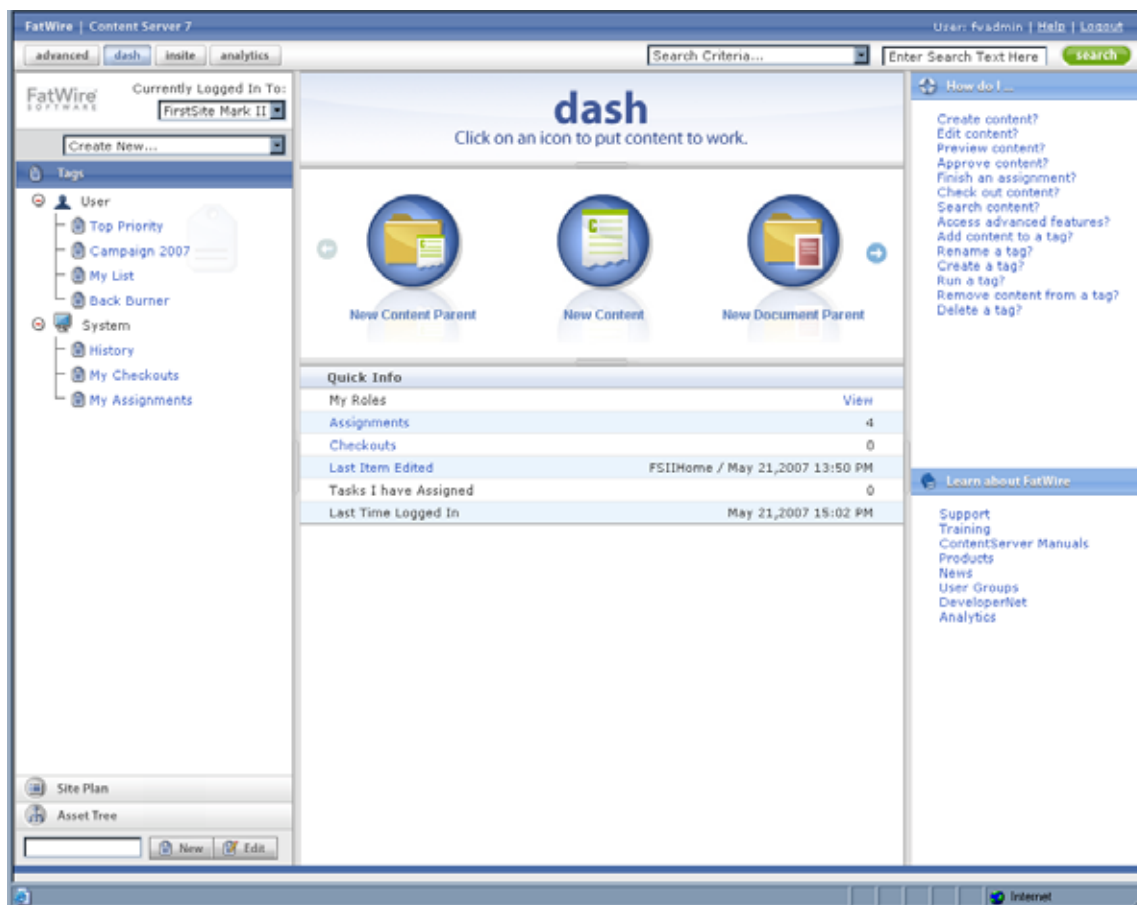 FatWire | Content Server 7
User: fwadmin | Help | Logout
advanced dash insite analytics
Search Criteria...
Enter Search Text Here
search
FatWire SOFTWARE
Currently Logged In To:
FirstSite Mark II
Create New...
Tags
User
Top Priority
Campaign 2007
My List
Back Burner
System
History
My Checkouts
My Assignments
Site Plan
Asset Tree
New Edit
dash
Click on an icon to put content to work.
New Content Parent
New Content
New Document Parent
Quick Info
My Roles View
Assignments 4
Checkouts 0
Last Item Edited FSIIHome / May 21,2007 13:50 PM
Tasks I have Assigned 0
Last Time Logged In May 21,2007 15:02 PM
How do I ...
Create content?
Edit content?
Preview content?
Approve content?
Finish an assignment?
Check out content?
Search content?
Access advanced features?
Add content to a tag?
Rename a tag?
Create a tag?
Run a tag?
Remove content from a tag?
Delete a tag?
Learn about FatWire
Support
Training
ContentServer Manuals
Products
News
User Groups
DeveloperNet
Analytics
Internet